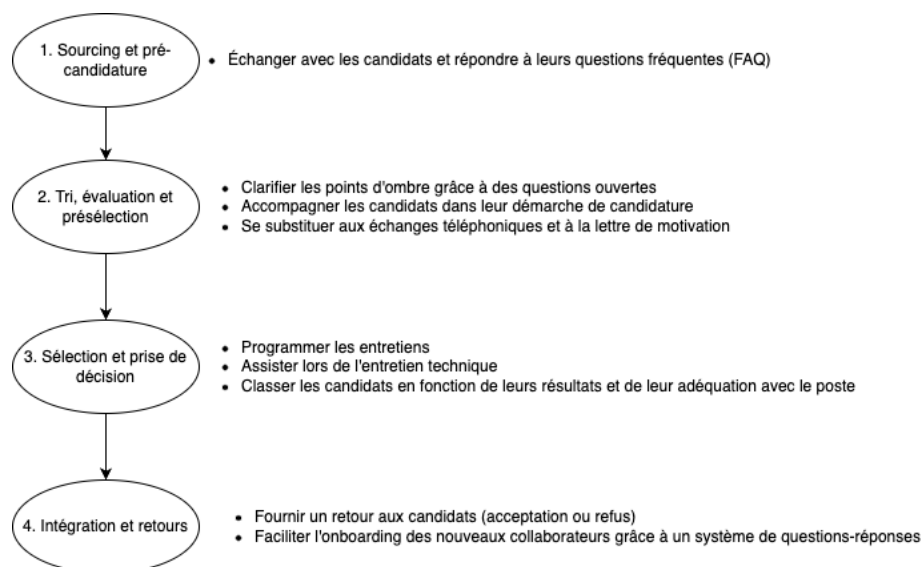 1. Sourcing et pré-
candidature
• Échanger avec les candidats et répondre à leurs questions fréquentes (FAQ)
2. Tri, évaluation et
présélection
• Clarifier les points d'ombre grâce à des questions ouvertes
• Accompagner les candidats dans leur démarche de candidature
• Se substituer aux échanges téléphoniques et à la lettre de motivation
3. Sélection et prise de
décision
• Programmer les entretiens
• Assister lors de l'entretien technique
• Classer les candidats en fonction de leurs résultats et de leur adéquation avec le poste
4. Intégration et retours
• Fournir un retour aux candidats (acceptation ou refus)
• Faciliter l'onboarding des nouveaux collaborateurs grâce à un système de questions-réponses